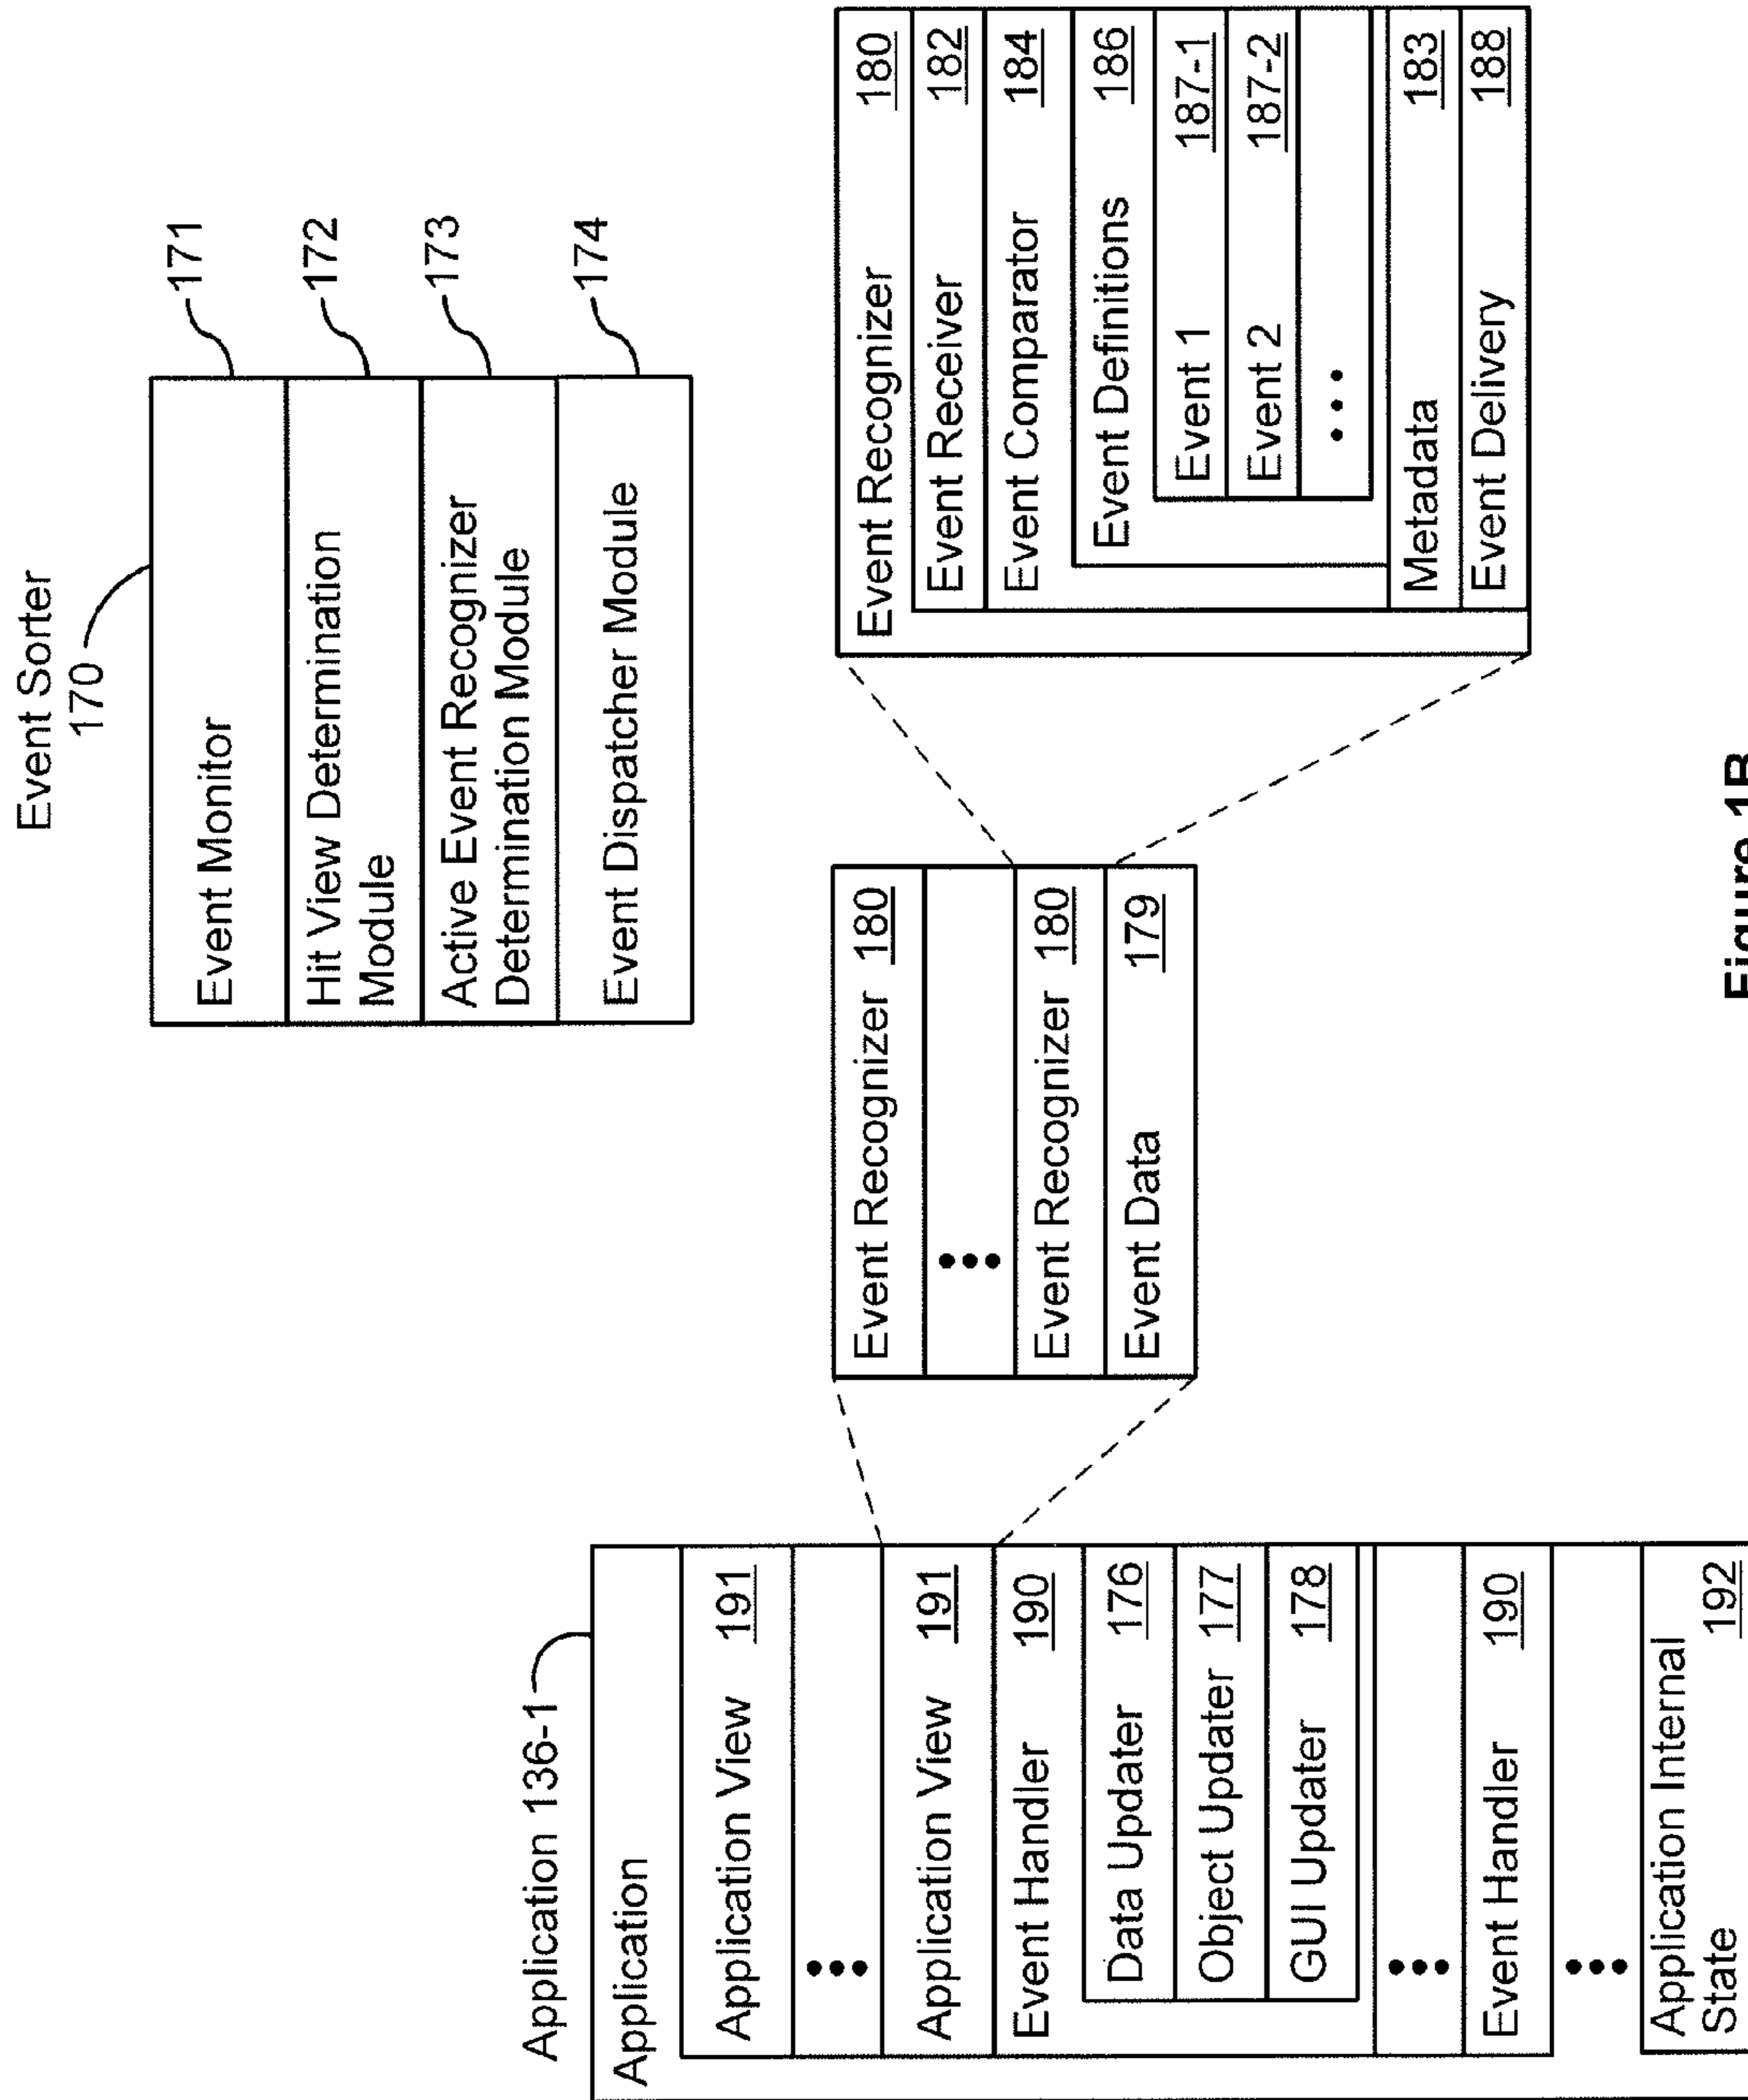 Event Sorter
170
Event Monitor
171
Hit View Determination
Module
172
Active Event Recognizer
Determination Module
173
Event Dispatcher Module
174
Application 136-1
Application
Application View 191
Application View 191
Event Handler 190
Data Updater 176
Object Updater 177
GUI Updater 178
Event Handler 190
Application Internal
State 192
Event Recognizer 180
Event Recognizer 180
Event Data 179
Event Recognizer 180
Event Receiver 182
Event Comparator 184
Event Definitions 186
Event 1 187-1
Event 2 187-2
Metadata 183
Event Delivery 188
Figure 1B